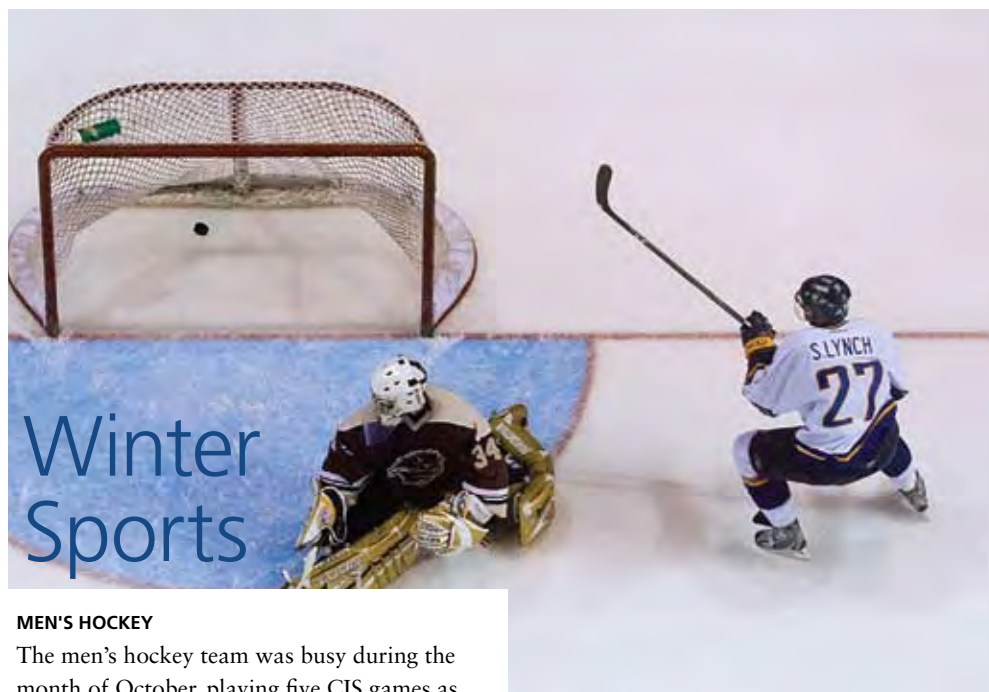 S.LYNCH
27
34
Winter
Sports
MEN'S HOCKEY
The men's hockey team was busy during the
month of October, playing five CIS games as